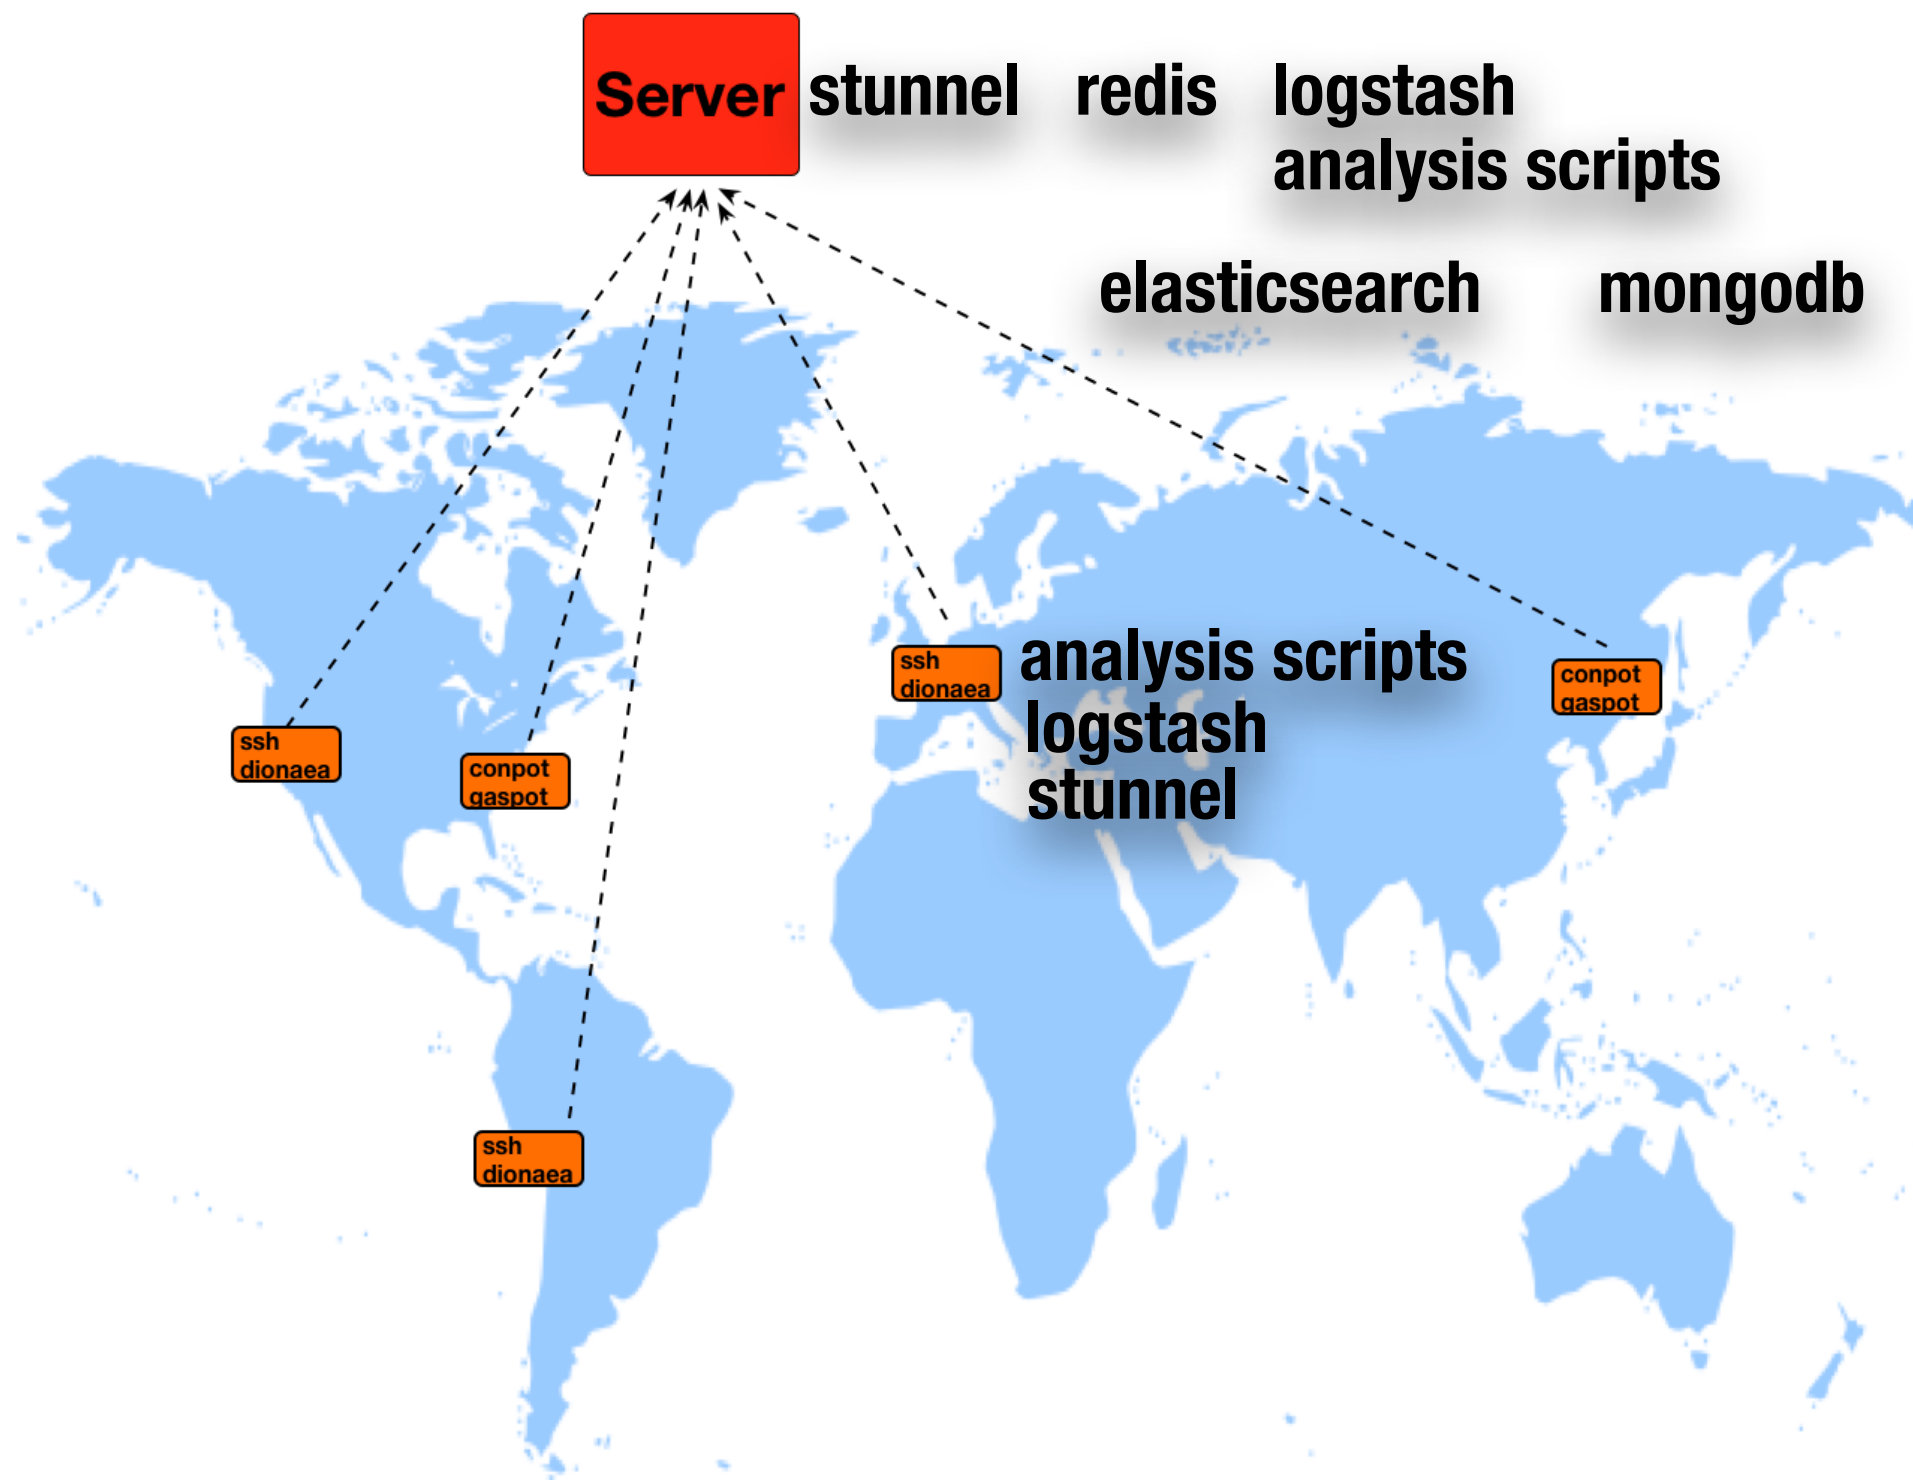 Server stunnel redis logstash
analysis scripts
elasticsearch mongodb
ssh
dionaea
analysis scripts
logstash
stunnel
conpot
gaspot
ssh
dionaea
conpot
gaspot
ssh
dionaea